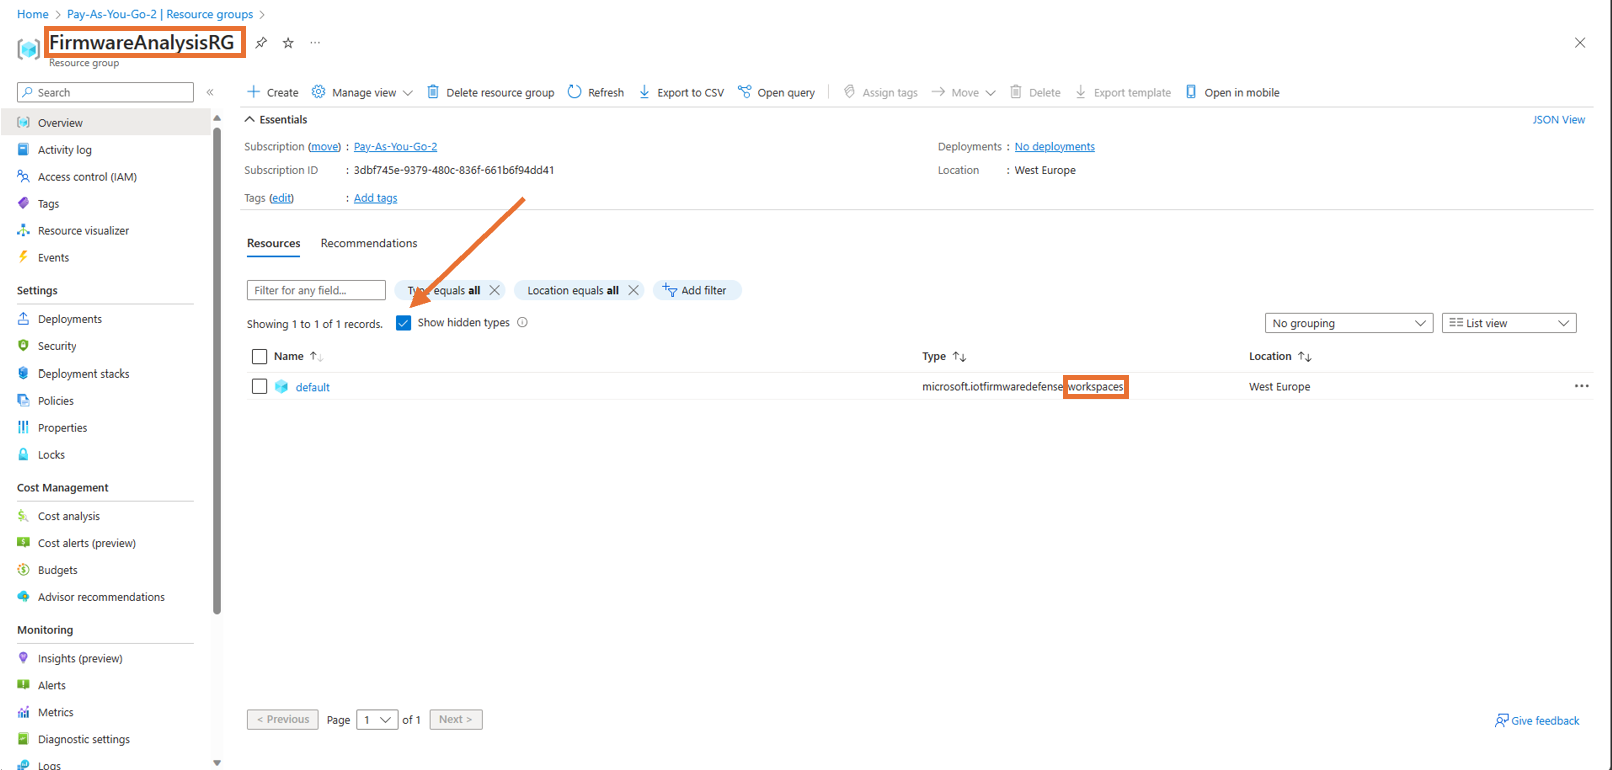 Home > Pay-As-You-Go-2 | Resource groups >
FirmwareAnalysisRG
Resource group
Search
Overview
Activity log
Access control (IAM)
Tags
Resource visualizer
Events
Settings
Deployments
Security
Deployment stacks
Policies
Properties
Locks
Cost Management
Cost analysis
Cost alerts (preview)
Budgets
Advisor recommendations
Monitoring
Insights (preview)
Alerts
Metrics
Diagnostic settings
Logs
Create Manage view Delete resource group Refresh Export to CSV Open query Assign tags Move Delete Export template Open in mobile
Essentials JSON View
Subscription (move) : Pay-As-You-Go-2 Deployments : No deployments
Subscription ID : 3dbf745e-9379-480c-836f-661b6f94dd41 Location : West Europe
Tags (edit) : Add tags
Resources Recommendations
Filter for any field... equals all Location equals all Add filter
Showing 1 to 1 of 1 records. Show hidden types No grouping List view
Name Type Location
default microsoft.iotfirmwaredefense workspaces West Europe
< Previous Page 1 of 1 Next > Give feedback